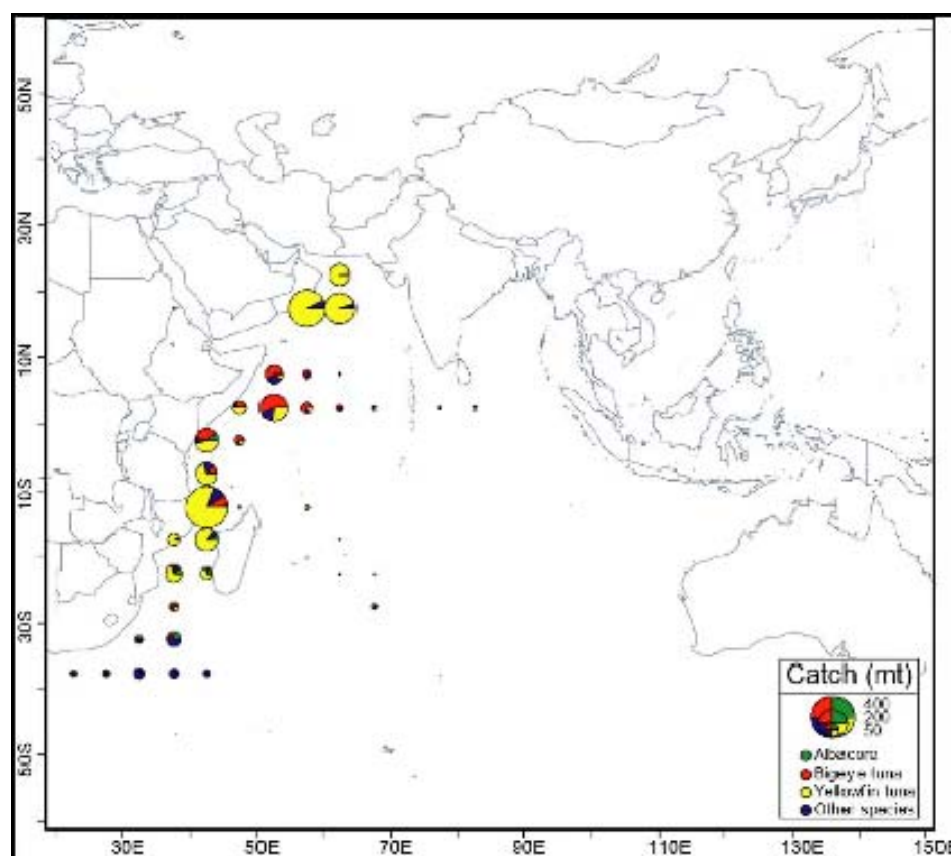 50N
30N
10N
10S
30S
50S
30E
50E
70E
90E
110E
130E
Catch (mt)
400
200
50
Albacore
Bigeye tuna
Yellowfin tuna
Other species